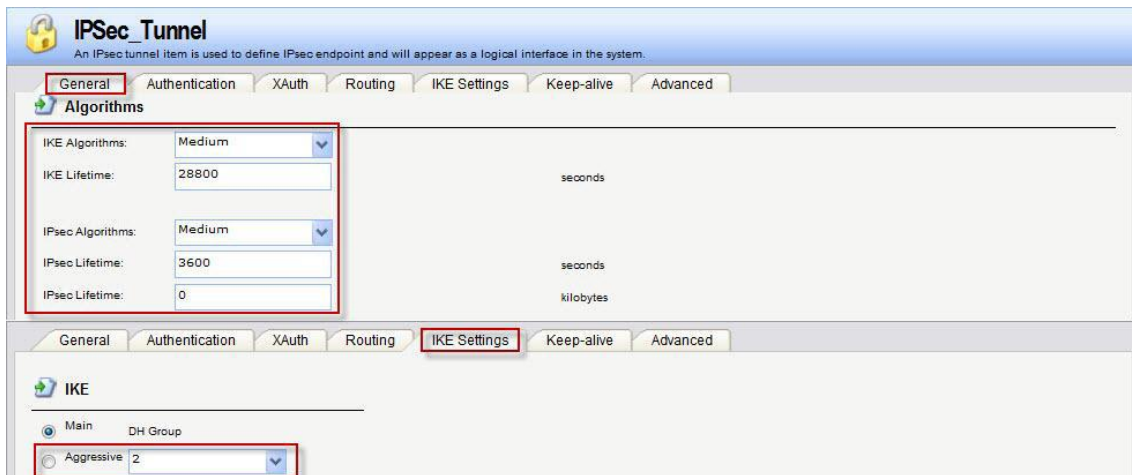 IPSec_Tunnel
An IPsec tunnel item is used to define IPsec endpoint and will appear as a logical interface in the system.
General Authentication XAuth Routing IKE Settings Keep-alive Advanced
Algorithms
IKE Algorithms: Medium
IKE Lifetime: 28800 seconds
IPsec Algorithms: Medium
IPsec Lifetime: 3600 seconds
IPsec Lifetime: 0 kilobytes
General Authentication XAuth Routing IKE Settings Keep-alive Advanced
IKE
Main DH Group
Aggressive 2